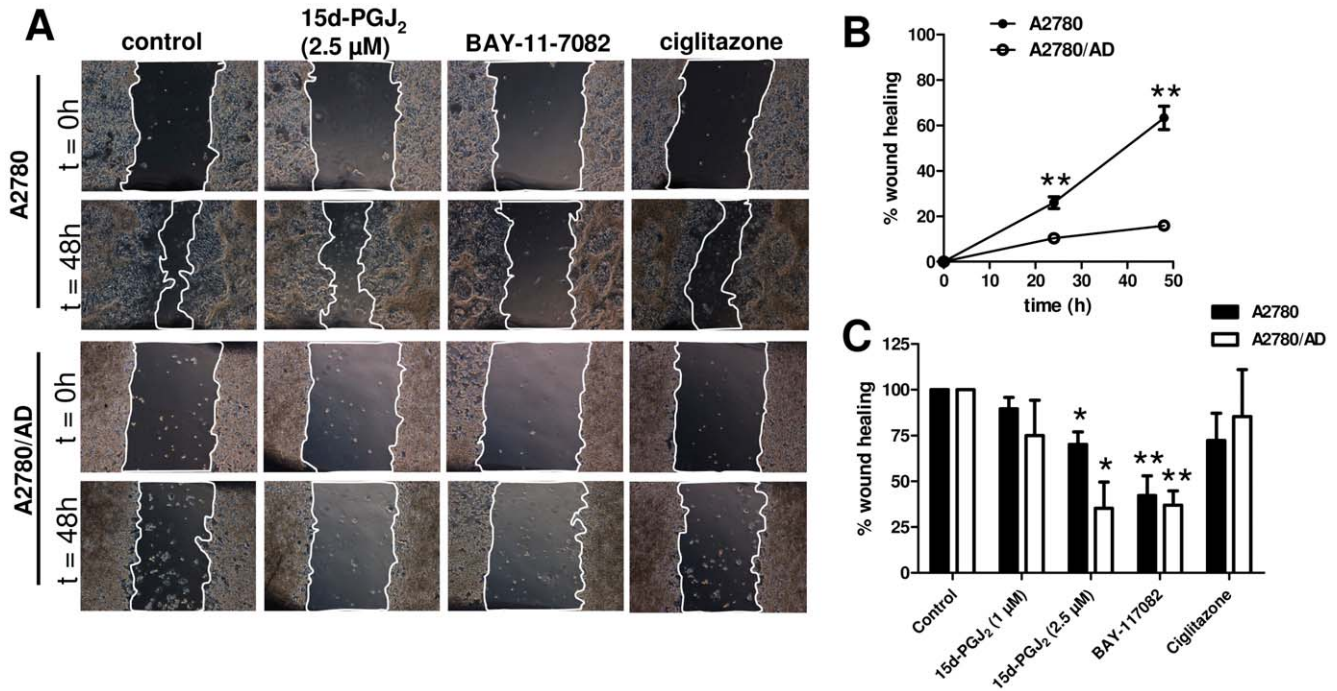 A
control
15d-PGJ₂
(2.5 µM)
BAY-11-7082
ciglitazone
A2780
t = 0h
t = 48h
A2780/AD
t = 0h
t = 48h
B
A2780
A2780/AD
% wound healing
100
80
60
40
20
0
**
**
0 10 20 30 40 50
time (h)
C
A2780
A2780/AD
% wound healing
125
100
75
50
25
0
*
*
**
**
Control
15d-PGJ₂ (1 µM)
15d-PGJ₂ (2.5 µM)
BAY-117082
Ciglitazone